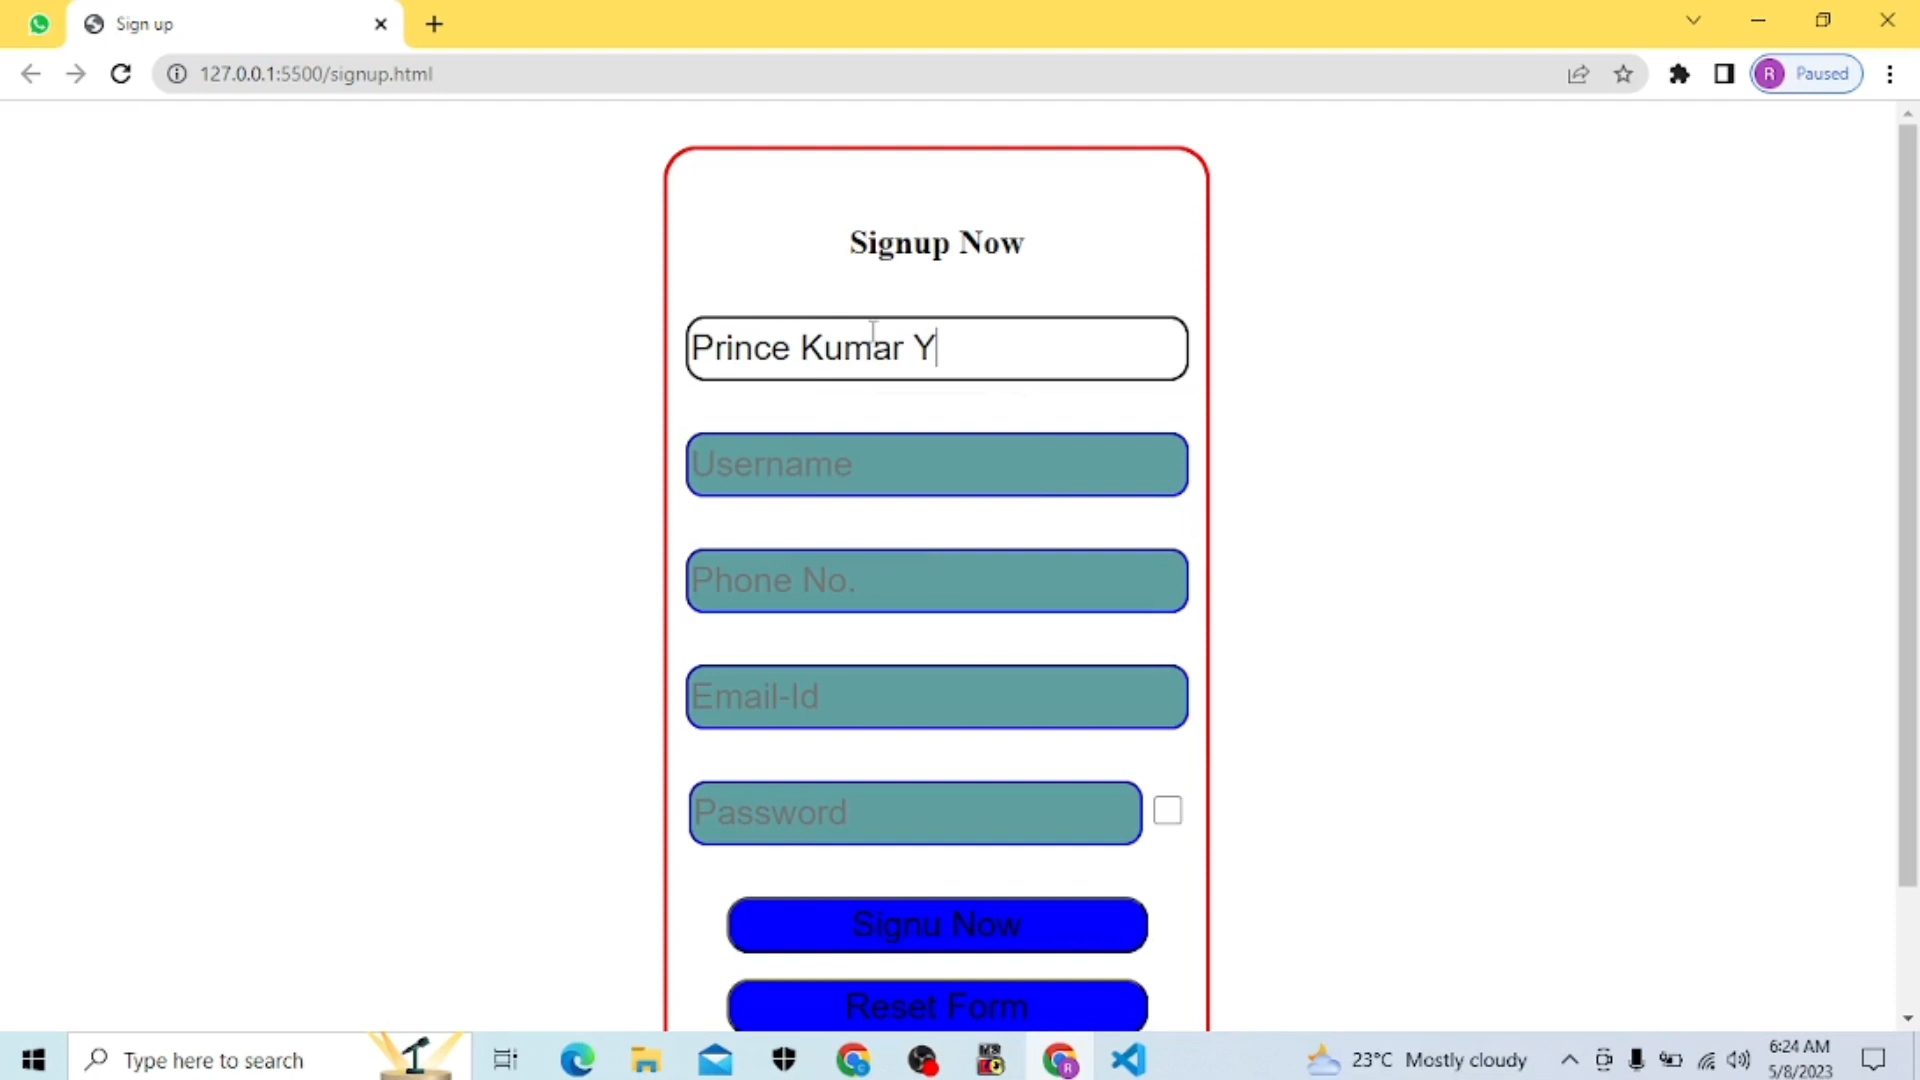 Sign up
127.0.0.1:5500/signup.html
R Paused
Signup Now
Prince Kumar Y
Username
Phone No.
Email-Id
Password
Signu Now
Reset Form
Type here to search
23°C Mostly cloudy
6:24 AM
5/8/2023